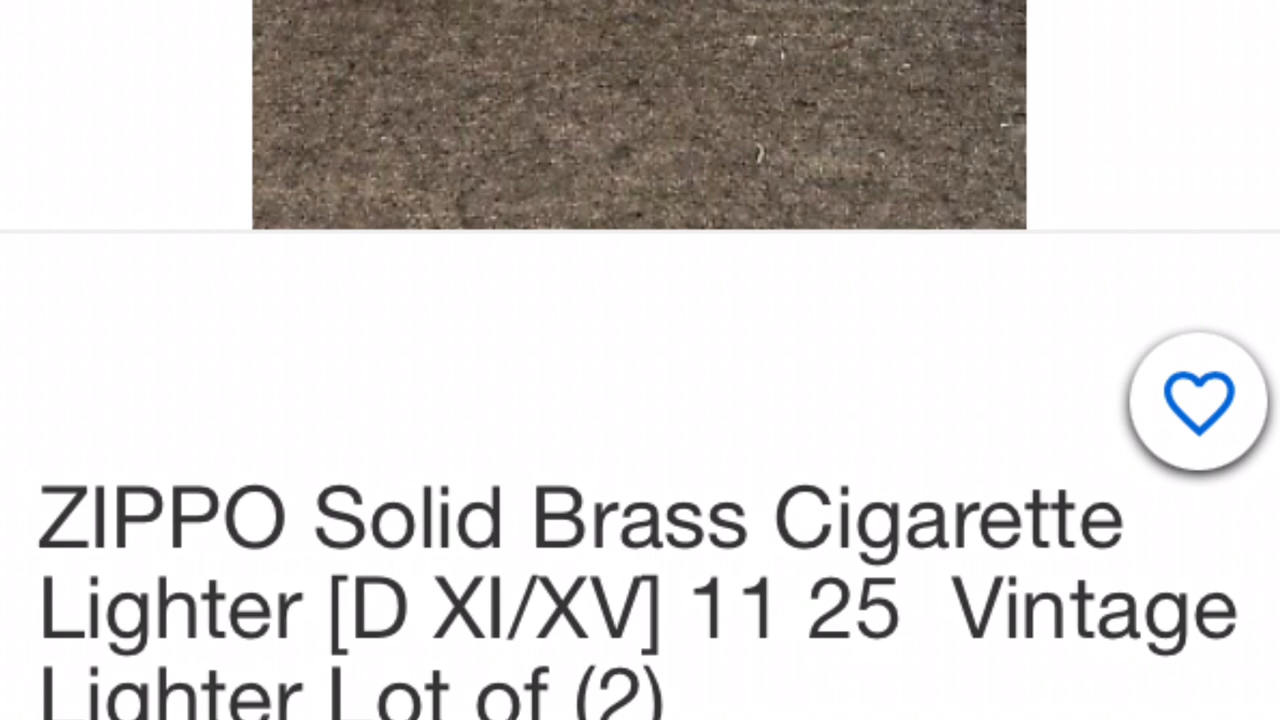 ZIPPO Solid Brass Cigarette
Lighter [D XI/XV] 11 25  Vintage
Lighter Lot of (2)